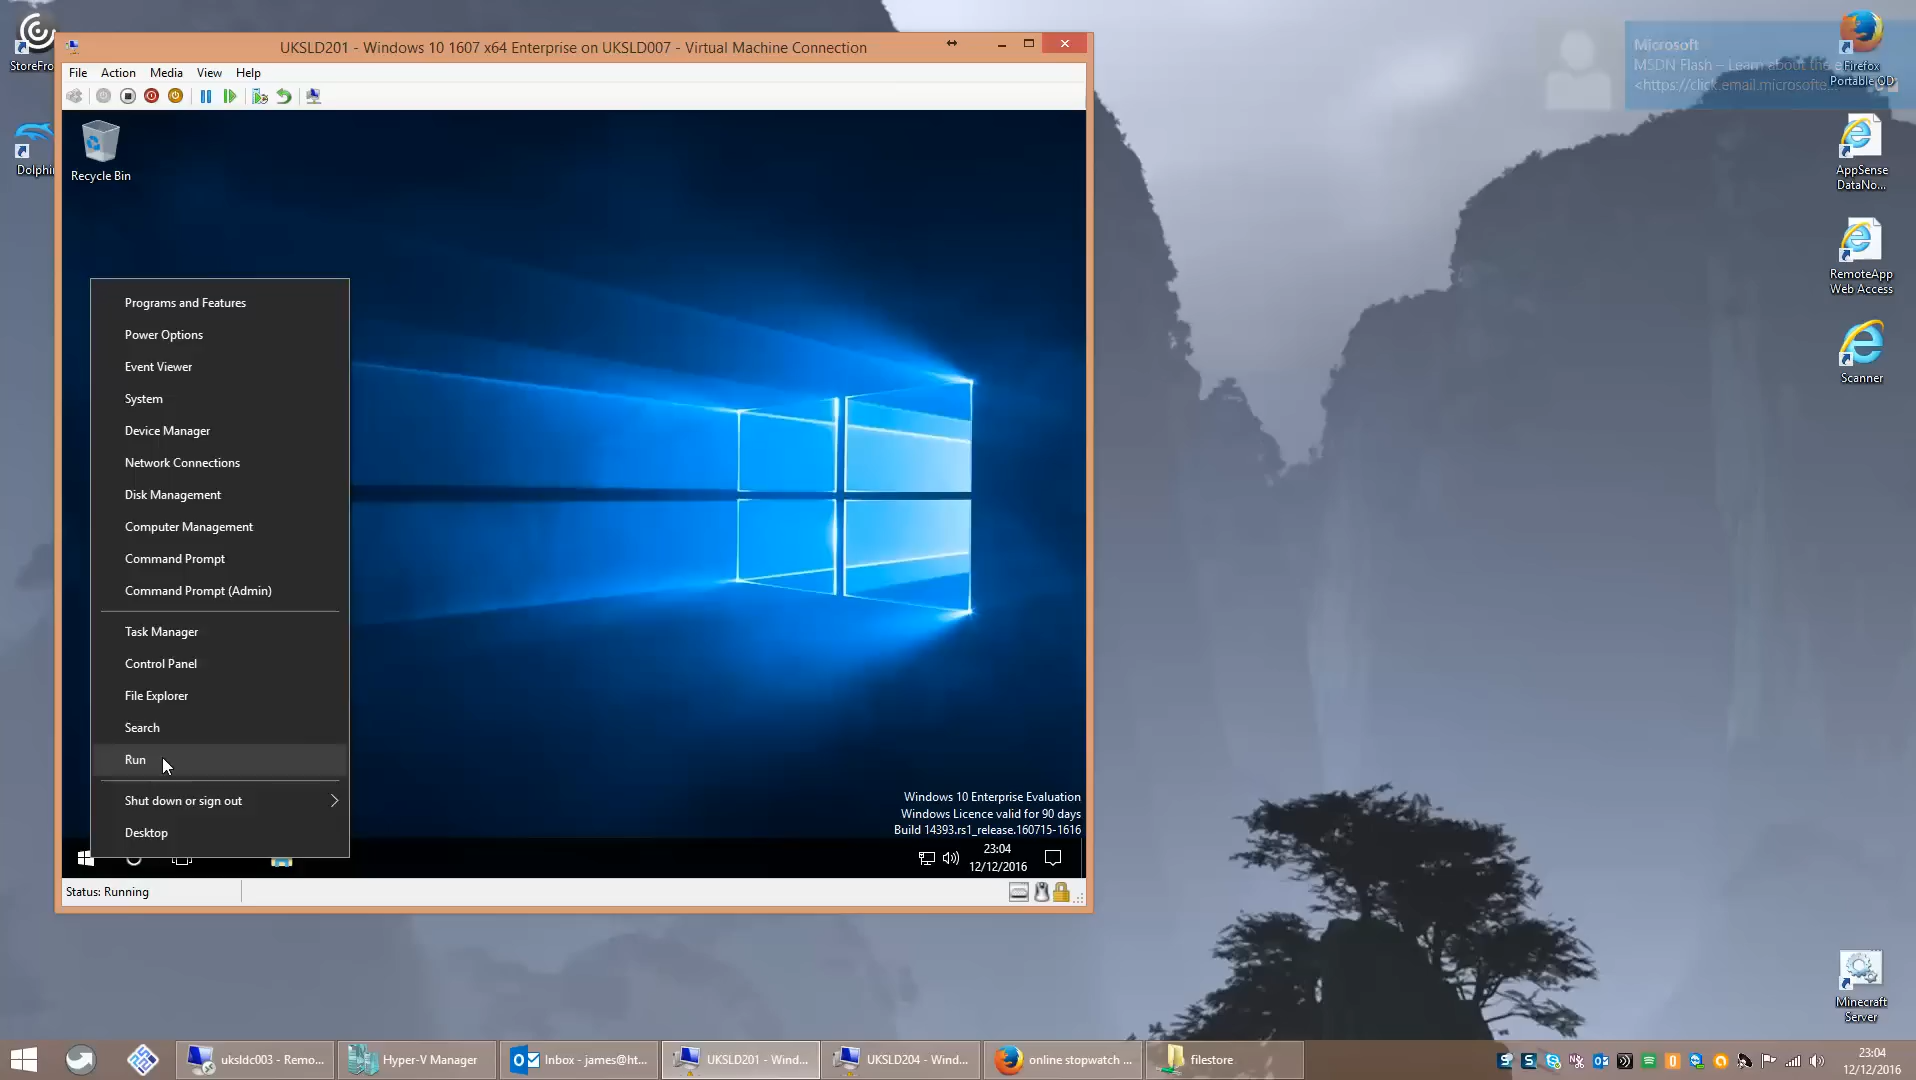 StoreFro
Dolphin
UKSLD201 - Windows 10 1607 x64 Enterprise on UKSLD007 - Virtual Machine Connection
File Action Media View Help
Recycle Bin
Programs and Features
Power Options
Event Viewer
System
Device Manager
Network Connections
Disk Management
Computer Management
Command Prompt
Command Prompt (Admin)
Task Manager
Control Panel
File Explorer
Search
Run
Shut down or sign out
Desktop
Windows 10 Enterprise Evaluation
Windows Licence valid for 90 days
Build 14393.rs1_release.160715-1616
23:04
12/12/2016
Status: Running
Microsoft
MSDN Flash – Learn about the
<https://click.email.microsofte...
Firefox
Portable OD
AppSense
DataNo...
RemoteApp
Web Access
Scanner
Minecraft
Server
uksldc003 - Remo...
Hyper-V Manager
Inbox - james@ht...
UKSLD201 - Wind...
UKSLD204 - Wind...
online stopwatch ...
filestore
23:04
12/12/2016